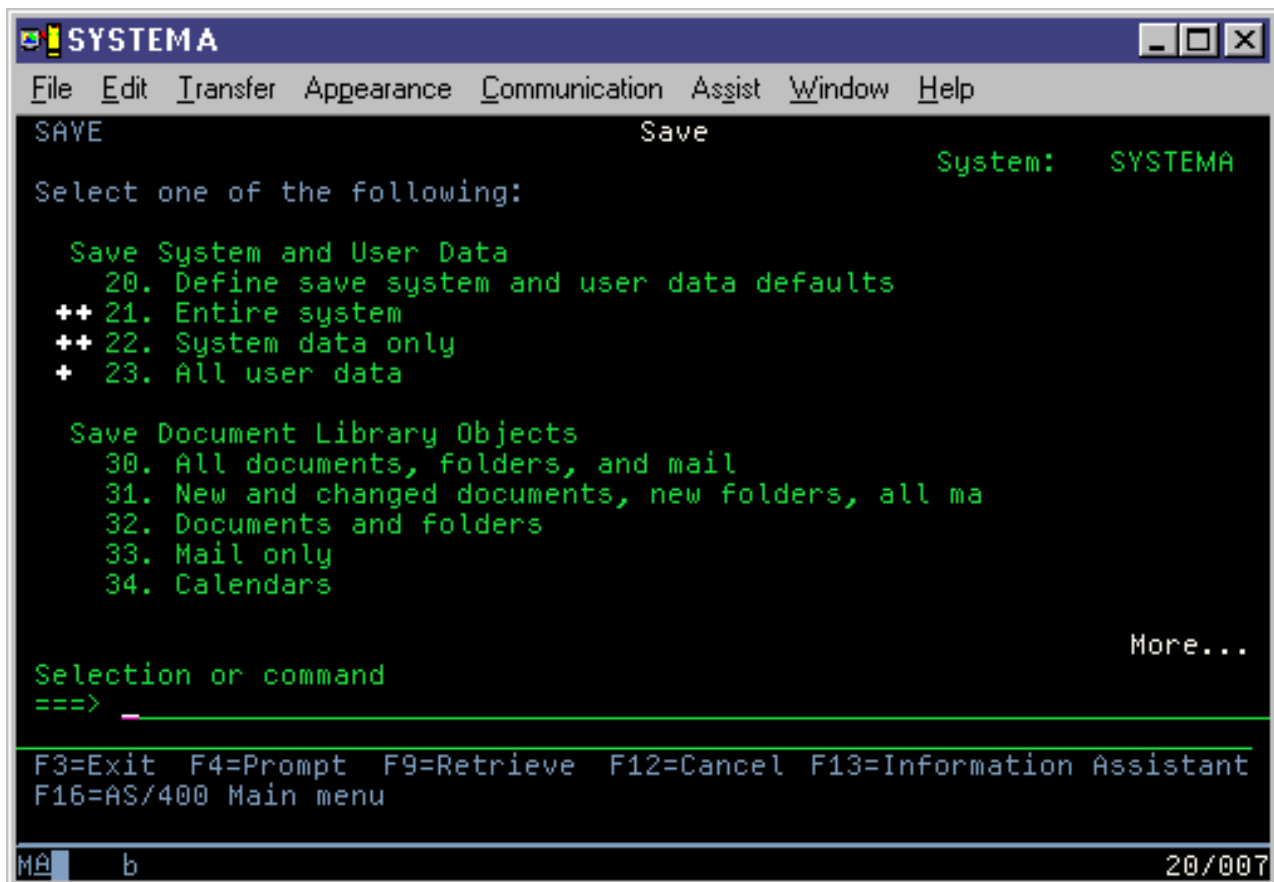 SYSTEMA
File Edit Transfer Appearance Communication Assist Window Help
SAVE Save
System: SYSTEMA
Select one of the following:
Save System and User Data
20. Define save system and user data defaults
++ 21. Entire system
++ 22. System data only
+ 23. All user data
Save Document Library Objects
30. All documents, folders, and mail
31. New and changed documents, new folders, all ma
32. Documents and folders
33. Mail only
34. Calendars
More...
Selection or command
===>
F3=Exit F4=Prompt F9=Retrieve F12=Cancel F13=Information Assistant
F16=AS/400 Main menu
MA b 20/007